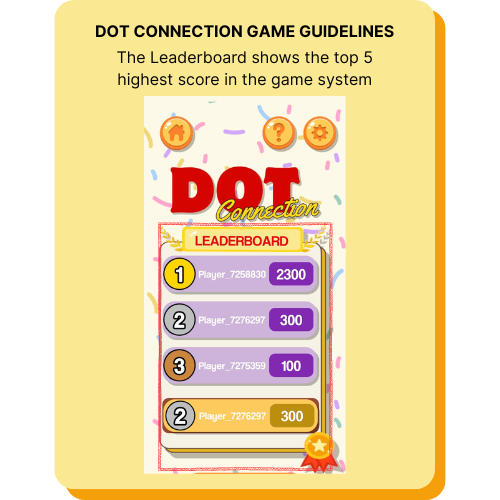 DOT CONNECTION GAME GUIDELINES
The Leaderboard shows the top 5
highest score in the game system
?
DOT
Connection
LEADERBOARD
1 Player_7258830 2300
2 Player_7276297 300
3 Player_7275359 100
2 Player_7276297 300